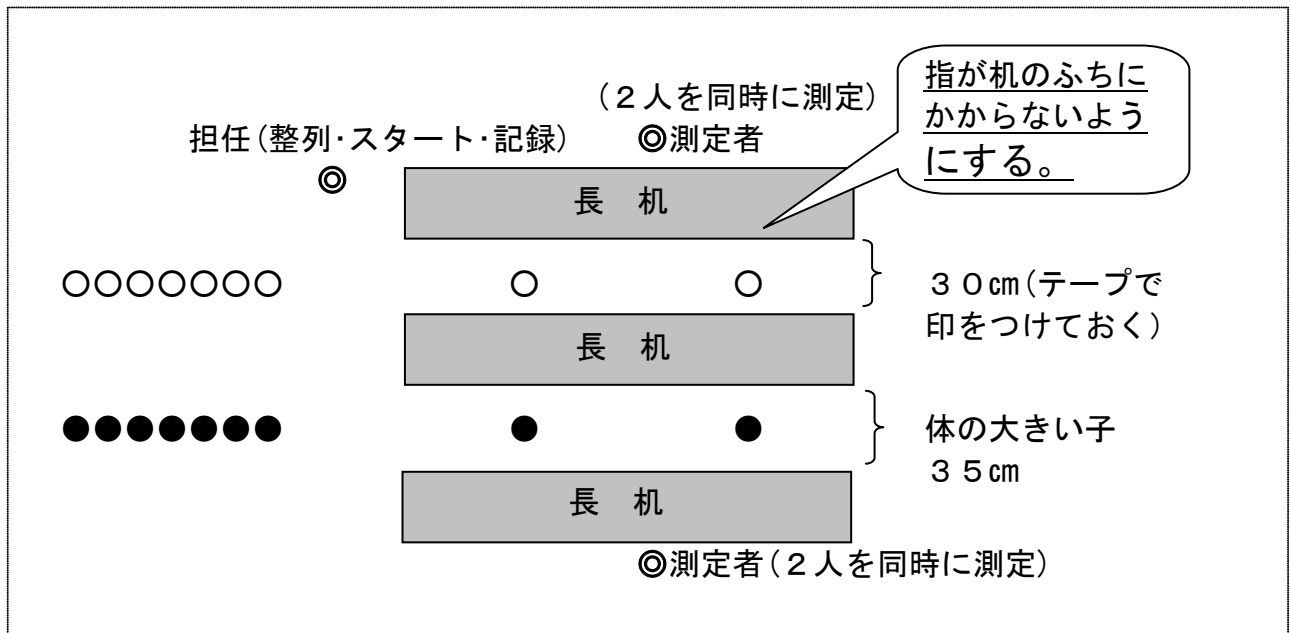 (２人を同時に測定)
担任(整列・スタート・記録)
◎測定者
◎
指が机のふちに
かからないよう
にする。
長　机
○○○○○○○
○
○
３０㎝(テープで
印をつけておく)
長　机
●●●●●●●
●
●
体の大きい子
３５㎝
長　机
◎測定者(２人を同時に測定)